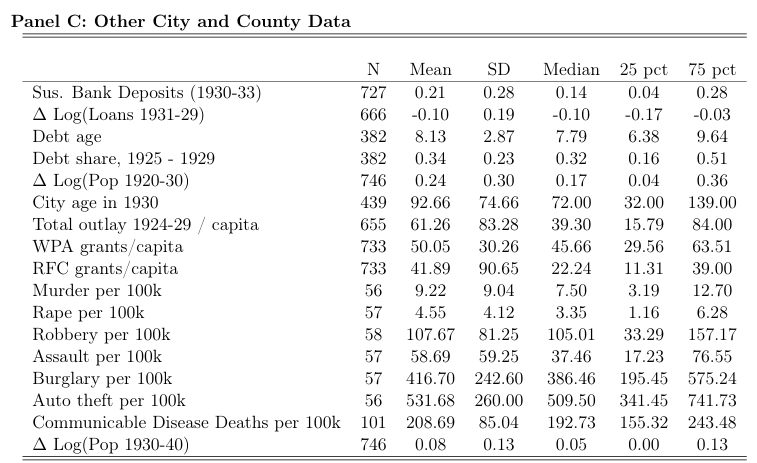 Panel C: Other City and County Data
N Mean SD Median 25 pct 75 pct
Sus. Bank Deposits (1930-33) 727 0.21 0.28 0.14 0.04 0.28
Δ Log(Loans 1931-29) 666 -0.10 0.19 -0.10 -0.17 -0.03
Debt age 382 8.13 2.87 7.79 6.38 9.64
Debt share, 1925 - 1929 382 0.34 0.23 0.32 0.16 0.51
Δ Log(Pop 1920-30) 746 0.24 0.30 0.17 0.04 0.36
City age in 1930 439 92.66 74.66 72.00 32.00 139.00
Total outlay 1924-29 / capita 655 61.26 83.28 39.30 15.79 84.00
WPA grants/capita 733 50.05 30.26 45.66 29.56 63.51
RFC grants/capita 733 41.89 90.65 22.24 11.31 39.00
Murder per 100k 56 9.22 9.04 7.50 3.19 12.70
Rape per 100k 57 4.55 4.12 3.35 1.16 6.28
Robbery per 100k 58 107.67 81.25 105.01 33.29 157.17
Assault per 100k 57 58.69 59.25 37.46 17.23 76.55
Burglary per 100k 57 416.70 242.60 386.46 195.45 575.24
Auto theft per 100k 56 531.68 260.00 509.50 341.45 741.73
Communicable Disease Deaths per 100k 101 208.69 85.04 192.73 155.32 243.48
Δ Log(Pop 1930-40) 746 0.08 0.13 0.05 0.00 0.13